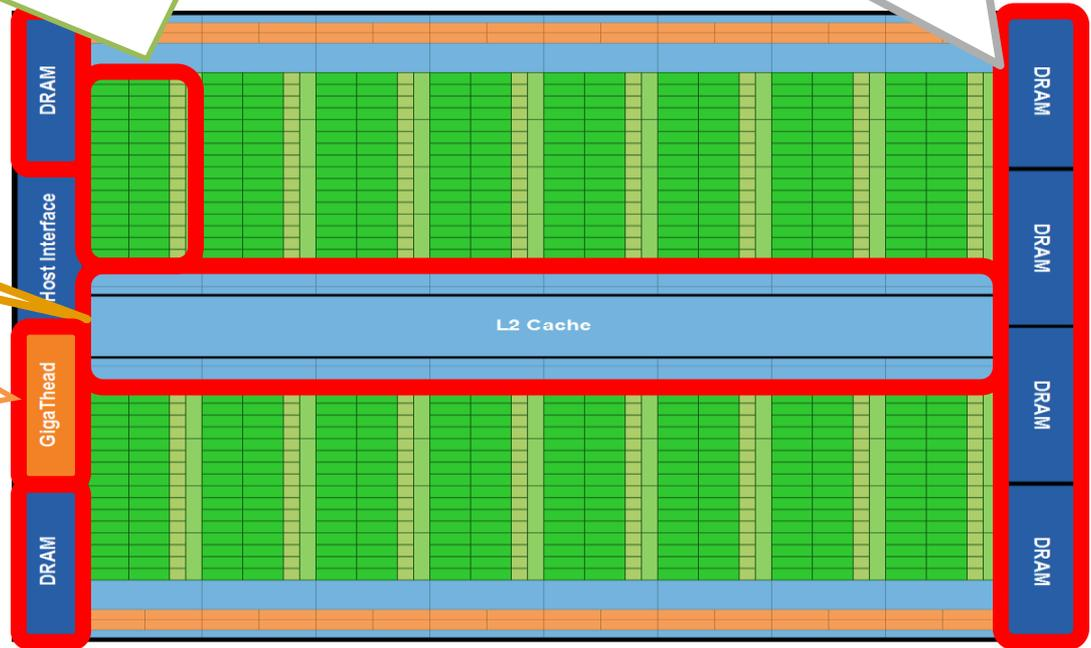 DRAM
Host Interface
GigaThead
DRAM
L2 Cache
DRAM
DRAM
DRAM
DRAM